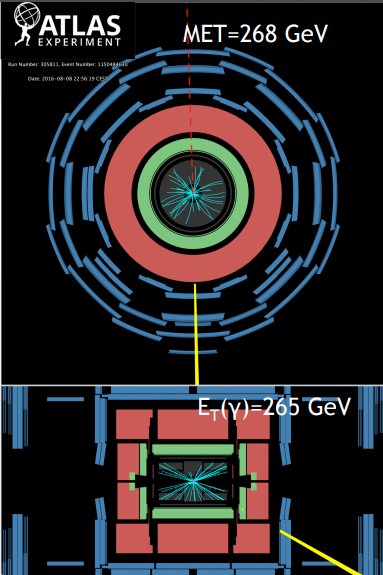 ATLAS
EXPERIMENT
MET=268 GeV
Run Number: 305811, Event Number: 1150484630
Date: 2016-08-08 22:56:19 CEST
E_T(γ)=265 GeV